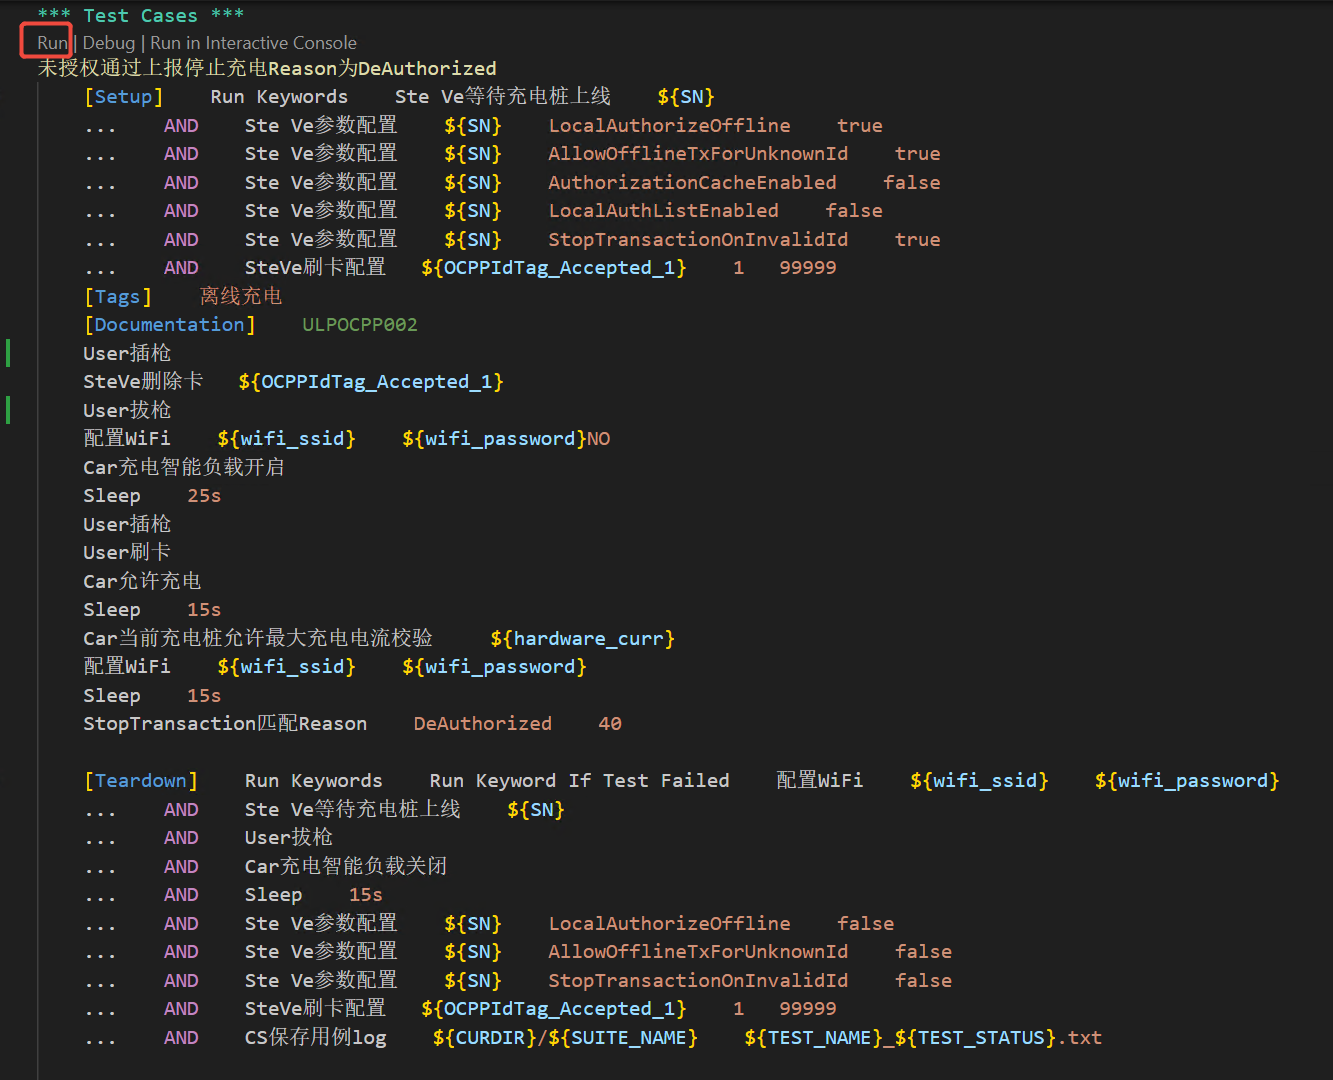 *** Test Cases ***
Run | Debug | Run in Interactive Console
未授权通过上报停止充电Reason为DeAuthorized
[Setup]    Run Keywords    Ste Ve等待充电桩上线    ${SN}
...    AND    Ste Ve参数配置    ${SN}    LocalAuthorizeOffline    true
...    AND    Ste Ve参数配置    ${SN}    AllowOfflineTxForUnknownId    true
...    AND    Ste Ve参数配置    ${SN}    AuthorizationCacheEnabled    false
...    AND    Ste Ve参数配置    ${SN}    LocalAuthListEnabled    false
...    AND    Ste Ve参数配置    ${SN}    StopTransactionOnInvalidId    true
...    AND    SteVe刷卡配置    ${OCPPIdTag_Accepted_1}    1    99999
[Tags]    离线充电
[Documentation]    ULPOCPP002
User插枪
SteVe删除卡    ${OCPPIdTag_Accepted_1}
User拔枪
配置WiFi    ${wifi_ssid}    ${wifi_password}NO
Car充电智能负载开启
Sleep    25s
User插枪
User刷卡
Car允许充电
Sleep    15s
Car当前充电桩允许最大充电电流校验    ${hardware_curr}
配置WiFi    ${wifi_ssid}    ${wifi_password}
Sleep    15s
StopTransaction匹配Reason    DeAuthorized    40
[Teardown]    Run Keywords    Run Keyword If Test Failed    配置WiFi    ${wifi_ssid}    ${wifi_password}
...    AND    Ste Ve等待充电桩上线    ${SN}
...    AND    User拔枪
...    AND    Car充电智能负载关闭
...    AND    Sleep    15s
...    AND    Ste Ve参数配置    ${SN}    LocalAuthorizeOffline    false
...    AND    Ste Ve参数配置    ${SN}    AllowOfflineTxForUnknownId    false
...    AND    Ste Ve参数配置    ${SN}    StopTransactionOnInvalidId    false
...    AND    SteVe刷卡配置    ${OCPPIdTag_Accepted_1}    1    99999
...    AND    CS保存用例log    ${CURDIR}/${SUITE_NAME}    ${TEST_NAME}_${TEST_STATUS}.txt